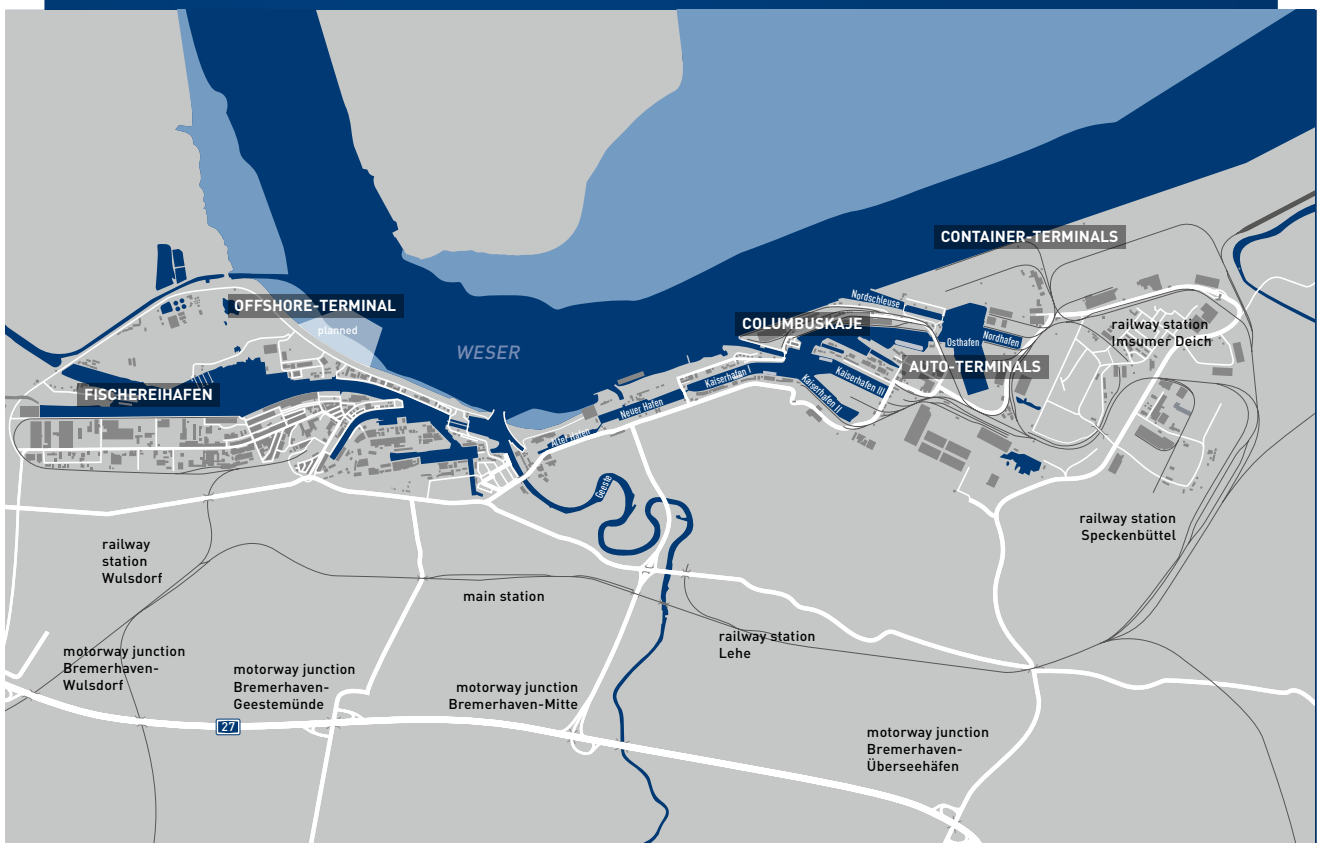 CONTAINER-TERMINALS
OFFSHORE-TERMINAL
planned
Nordschleuse
COLUMBUSKAJE
WESER
Osthafen
Nordhafen
railway station
Imsumer Deich
AUTO-TERMINALS
FISCHEREIHAFEN
Kaiserhafen I
Kaiserhafen III
Kaiserhafen II
Neuer Hafen
Alter Hafen
Geeste
railway station
Speckenbüttel
railway
station
Wulsdorf
main station
railway station
Lehe
motorway junction
Bremerhaven-
Wulsdorf
motorway junction
Bremerhaven-
Geestemünde
motorway junction
Bremerhaven-Mitte
27
motorway junction
Bremerhaven-
Überseehäfen